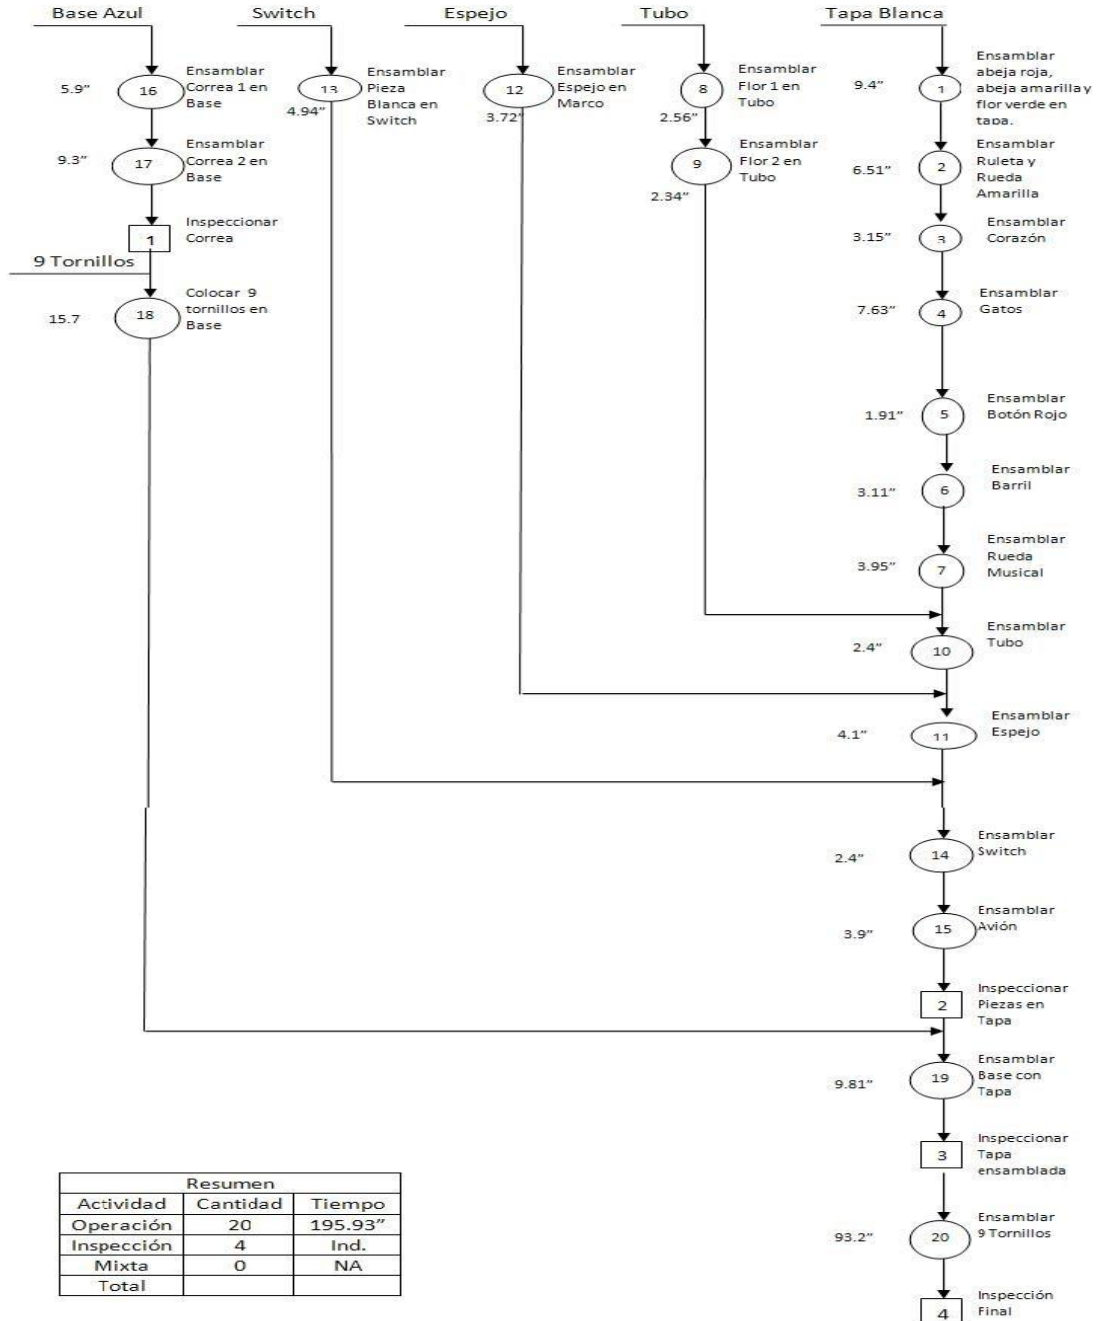 Base Azul
5.9”
16
Ensamblar
Correa 1 en
Base
9.3”
17
Ensamblar
Correa 2 en
Base
1
Inspeccionar
Correa
9 Tornillos
15.7
18
Colocar 9
tornillos en
Base
Switch
13
4.94”
Ensamblar
Pieza
Blanca en
Switch
Espejo
12
3.72”
Ensamblar
Espejo en
Marco
Tubo
8
2.56”
Ensamblar
Flor 1 en
Tubo
9
2.34”
Ensamblar
Flor 2 en
Tubo
Tapa Blanca
9.4”
1
Ensamblar
abeja roja,
abeja amarilla y
flor verde en
tapa.
6.51”
2
Ensamblar
Ruleta y
Rueda
Amarilla
3.15”
3
Ensamblar
Corazón
7.63”
4
Ensamblar
Gatos
1.91”
5
Ensamblar
Botón Rojo
3.11”
6
Ensamblar
Barril
3.95”
7
Ensamblar
Rueda
Musical
2.4”
10
Ensamblar
Tubo
4.1”
11
Ensamblar
Espejo
2.4”
14
Ensamblar
Switch
3.9”
15
Ensamblar
Avión
2
Inspeccionar
Piezas en
Tapa
9.81”
19
Ensamblar
Base con
Tapa
3
Inspeccionar
Tapa
ensamblada
93.2”
20
Ensamblar
9 Tornillos
4
Inspección
Final
Resumen
Actividad Cantidad Tiempo
Operación 20 195.93”
Inspección 4 Ind.
Mixta 0 NA
Total